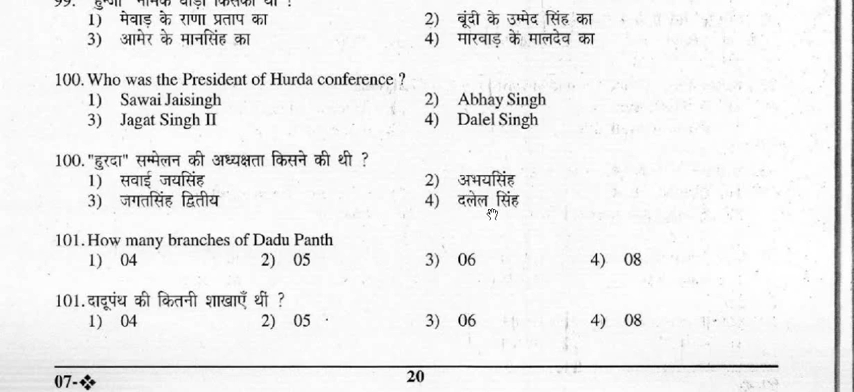 1) मेवाड़ के राणा प्रताप का 2) बूंदी के उम्मेद सिंह का
3) आमेर के मानसिंह का 4) मारवाड़ के मालदेव का
100. Who was the President of Hurda conference ?
1) Sawai Jaisingh 2) Abhay Singh
3) Jagat Singh II 4) Dalel Singh
100. "हुरदा" सम्मेलन की अध्यक्षता किसने की थी ?
1) सवाई जयसिंह 2) अभयसिंह
3) जगतसिंह द्वितीय 4) दलेल सिंह
101. How many branches of Dadu Panth
1) 04 2) 05 3) 06 4) 08
101. दादूपंथ की कितनी शाखाएँ थीं ?
1) 04 2) 05 3) 06 4) 08
07-❖ 20